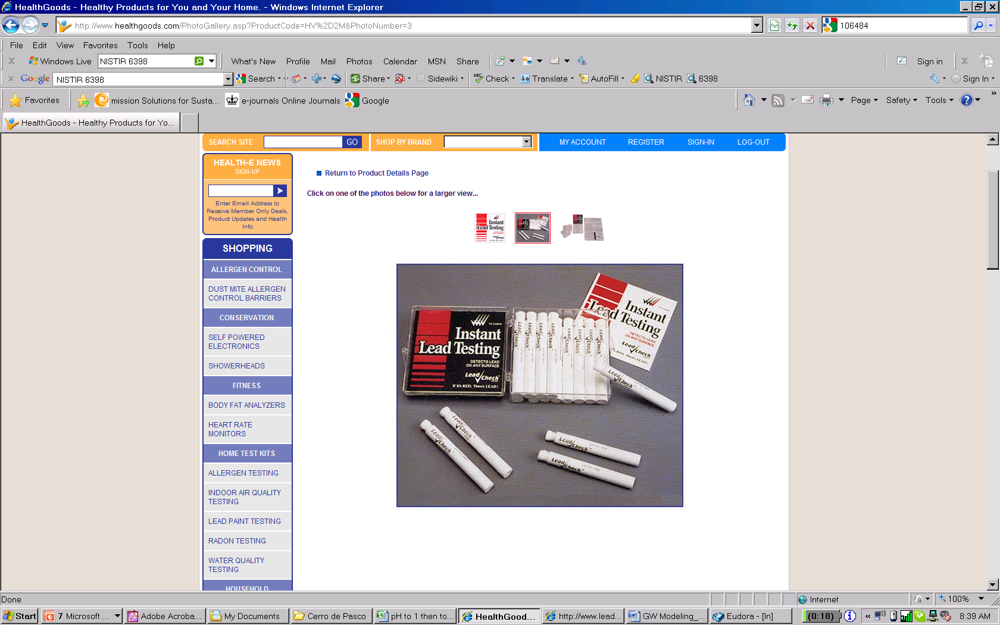 HealthGoods - Healthy Products for You and Your Home. - Windows Internet Explorer
http://www.healthgoods.com/PhotoGallery.asp?ProductCode=HV%2D2M&PhotoNumber=3
106484
File Edit View Favorites Tools Help
Windows Live NISTIR 6398 What's New Profile Mail Photos Calendar MSN Share Sign in
Google NISTIR 6398 Search Share Sidewiki Check Translate AutoFill NISTIR 6398 Sign In
Favorites mission Solutions for Susta... e-journals Online Journals Google Page Safety Tools
HealthGoods - Healthy Products for Yo...
SEARCH SITE GO SHOP BY BRAND MY ACCOUNT REGISTER SIGN-IN LOG-OUT
HEALTH-E NEWS
SIGN-UP
Enter Email Address to
Receive Member Only Deals,
Product Updates and Health
Info
SHOPPING
ALLERGEN CONTROL
DUST MITE ALLERGEN
CONTROL BARRIERS
CONSERVATION
SELF POWERED
ELECTRONICS
SHOWERHEADS
FITNESS
BODY FAT ANALYZERS
HEART RATE
MONITORS
HOME TEST KITS
ALLERGEN TESTING
INDOOR AIR QUALITY
TESTING
LEAD PAINT TESTING
RADON TESTING
WATER QUALITY
TESTING
HOUSEHOLD
Return to Product Details Page
Click on one of the photos below for a larger view...
Instant
Lead Testing
Instant
Lead Testing
DETECTS LEAD
ON ANY SURFACE
LeadCheck
If It's RED, There's LEAD!
Instant
Lead Testing
DETECTS LEAD
ON ANY SURFACE
LeadCheck
RED, There's LEAD!
LeadCheck
LeadCheck
LeadCheck
LeadCheck
LeadCheck
Done Internet 100%
Start 7 Microsoft ... Adobe Acroba... My Documents Cerro de Pasco pH to 1 then to... HealthGood... http://www.lead... GW Modeling_... Eudora - [In] (0:18) 8:39 AM